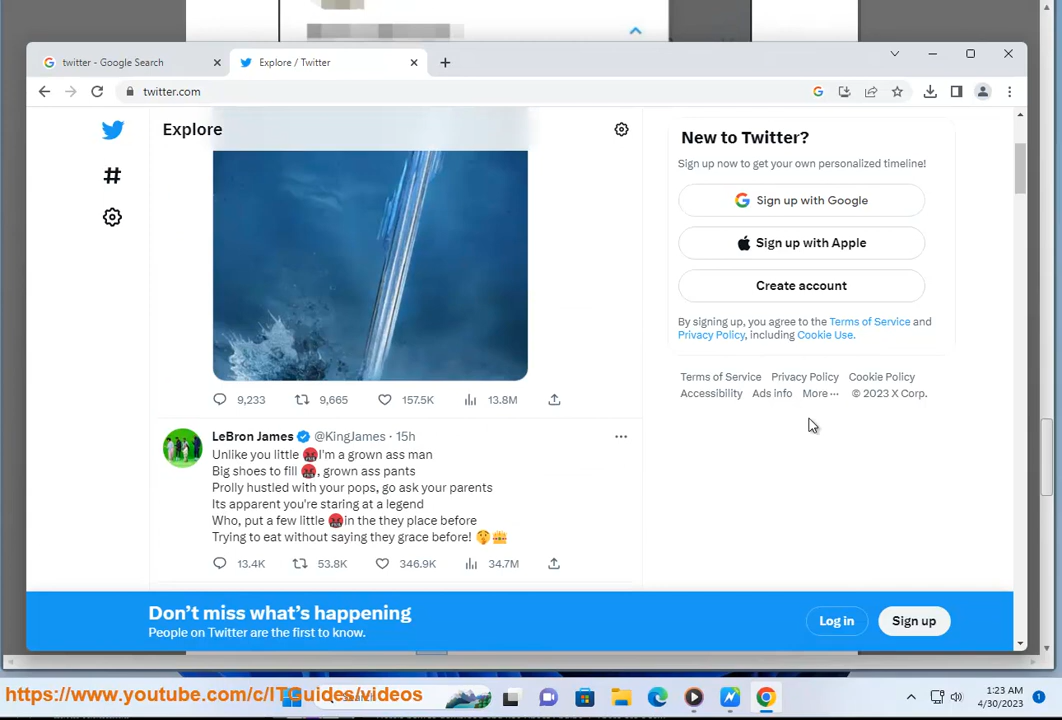 twitter - Google Search
Explore / Twitter
twitter.com
Explore
New to Twitter?
Sign up now to get your own personalized timeline!
Sign up with Google
Sign up with Apple
Create account
By signing up, you agree to the Terms of Service and
Privacy Policy, including Cookie Use.
Terms of Service Privacy Policy Cookie Policy
Accessibility Ads info More ··· © 2023 X Corp.
9,233 9,665 157.5K 13.8M
LeBron James @KingJames · 15h
Unlike you little 🤬I'm a grown ass man
Big shoes to fill 🤬, grown ass pants
Prolly hustled with your pops, go ask your parents
Its apparent you're staring at a legend
Who, put a few little 🤬in the they place before
Trying to eat without saying they grace before! 🤫👑
13.4K 53.8K 346.9K 34.7M
Don't miss what's happening
People on Twitter are the first to know.
Log in
Sign up
https://www.youtube.com/c/ITGuides/videos
1:23 AM
4/30/2023